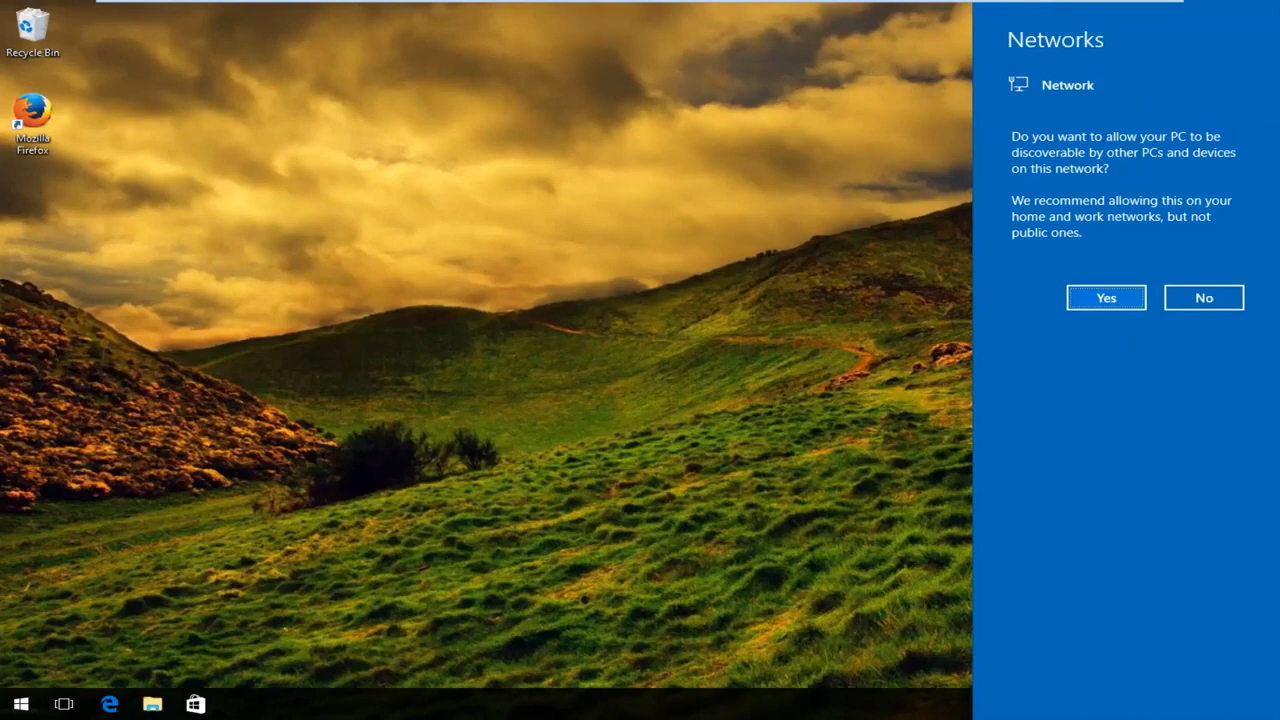 Recycle Bin
Mozilla
Firefox
Networks
Network
Do you want to allow your PC to be
discoverable by other PCs and devices
on this network?
We recommend allowing this on your
home and work networks, but not
public ones.
Yes
No